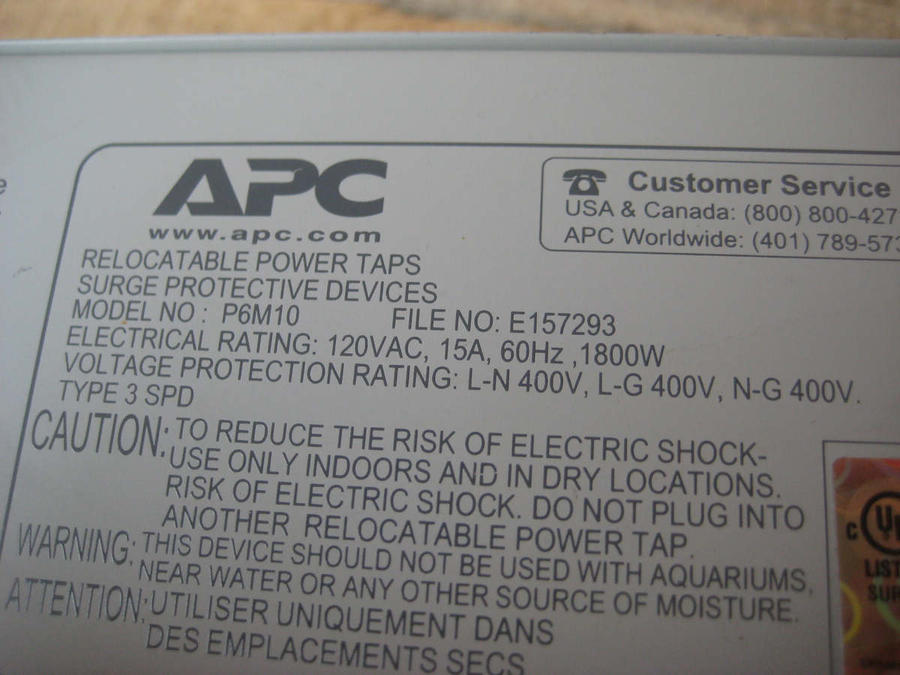 APC
www.apc.com
Customer Service
USA & Canada: (800) 800-427
APC Worldwide: (401) 789-573
RELOCATABLE POWER TAPS
SURGE PROTECTIVE DEVICES
MODEL NO : P6M10 FILE NO: E157293
ELECTRICAL RATING: 120VAC, 15A, 60Hz ,1800W
VOLTAGE PROTECTION RATING: L-N 400V, L-G 400V, N-G 400V.
TYPE 3 SPD
CAUTION: TO REDUCE THE RISK OF ELECTRIC SHOCK-
USE ONLY INDOORS AND IN DRY LOCATIONS.
RISK OF ELECTRIC SHOCK. DO NOT PLUG INTO
ANOTHER RELOCATABLE POWER TAP.
WARNING: THIS DEVICE SHOULD NOT BE USED WITH AQUARIUMS,
NEAR WATER OR ANY OTHER SOURCE OF MOISTURE.
ATTENTION: UTILISER UNIQUEMENT DANS
DES EMPLACEMENTS SECS
C U
LIST
SUR